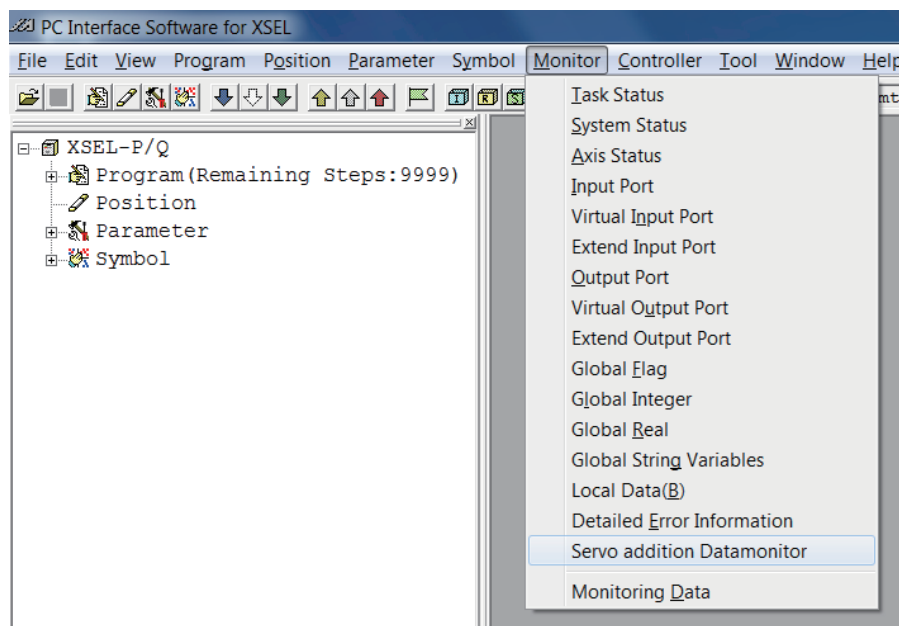 PC Interface Software for XSEL
File Edit View Program Position Parameter Symbol Monitor Controller Tool Window Help
XSEL-P/Q
Program(Remaining Steps:9999)
Position
Parameter
Symbol
I R S
mt
Task Status
System Status
Axis Status
Input Port
Virtual Input Port
Extend Input Port
Output Port
Virtual Output Port
Extend Output Port
Global Flag
Global Integer
Global Real
Global String Variables
Local Data(B)
Detailed Error Information
Servo addition Datamonitor
Monitoring Data